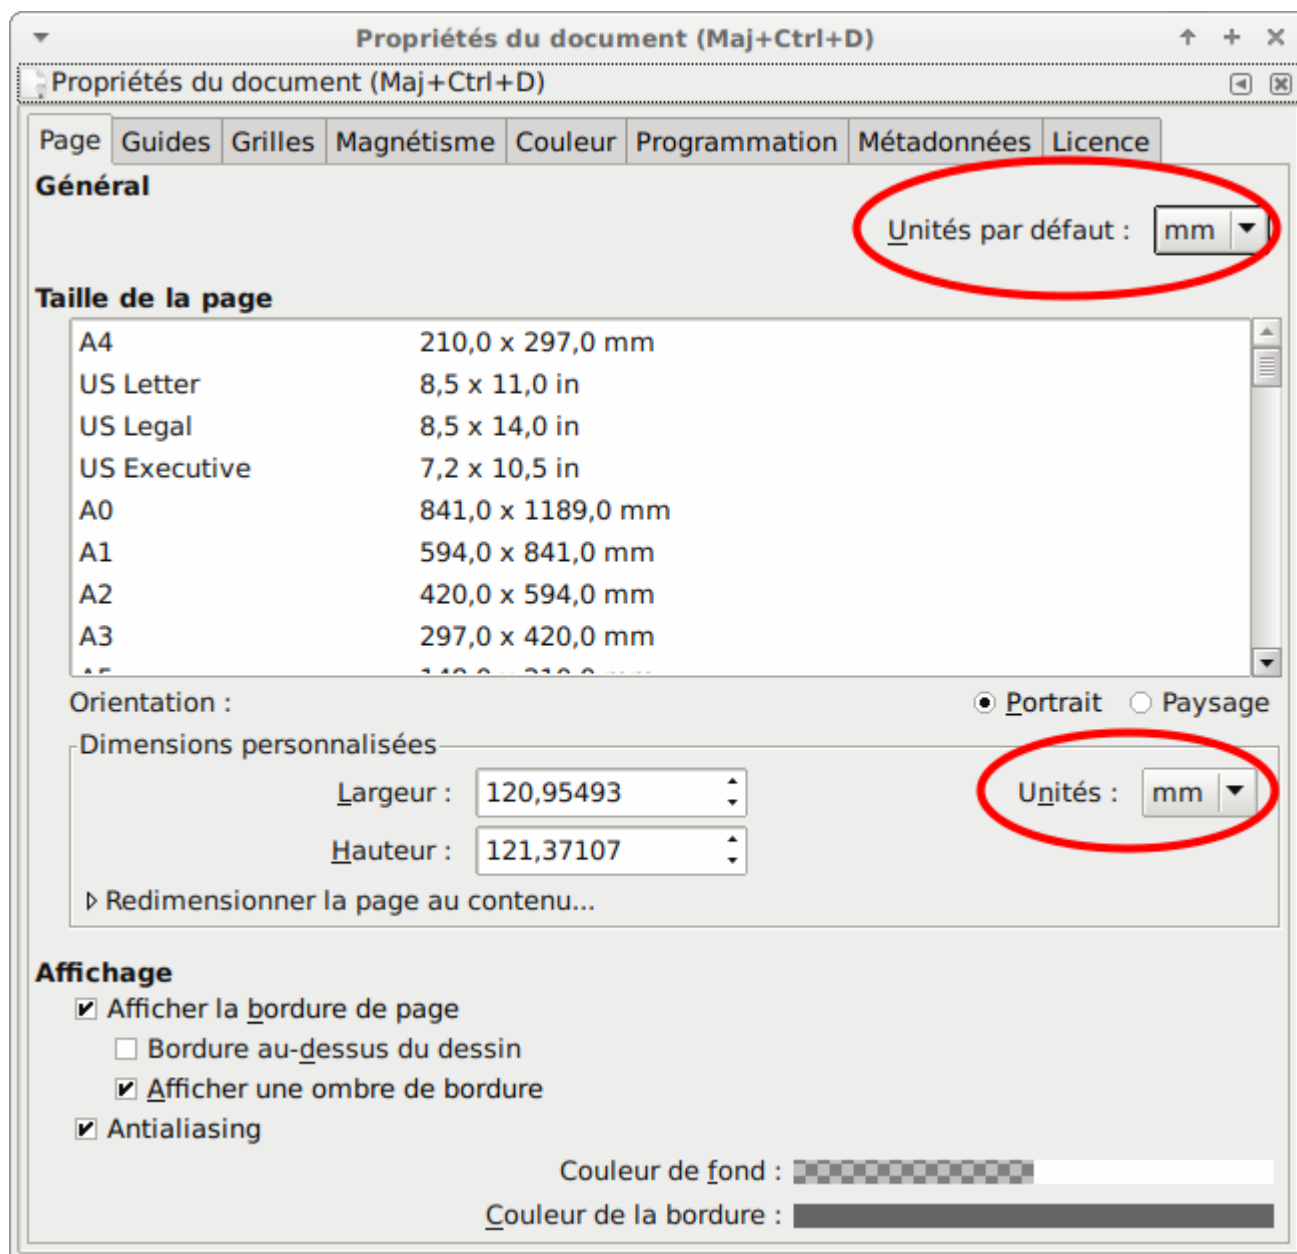 Propriétés du document (Maj+Ctrl+D)
Propriétés du document (Maj+Ctrl+D)
Page Guides Grilles Magnétisme Couleur Programmation Métadonnées Licence
Général
Unités par défaut : mm
Taille de la page
A4 210,0 x 297,0 mm
US Letter 8,5 x 11,0 in
US Legal 8,5 x 14,0 in
US Executive 7,2 x 10,5 in
A0 841,0 x 1189,0 mm
A1 594,0 x 841,0 mm
A2 420,0 x 594,0 mm
A3 297,0 x 420,0 mm
Orientation : Portrait Paysage
Dimensions personnalisées
Largeur : 120,95493 Unités : mm
Hauteur : 121,37107
Redimensionner la page au contenu...
Affichage
Afficher la bordure de page
Bordure au-dessus du dessin
Afficher une ombre de bordure
Antialiasing
Couleur de fond :
Couleur de la bordure :